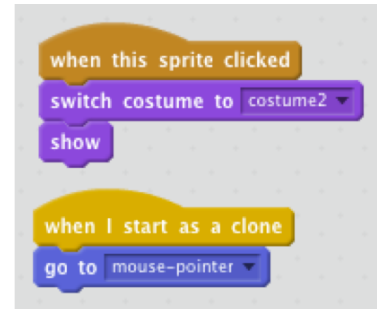 when this sprite clicked
switch costume to costume2
show
when I start as a clone
go to mouse-pointer